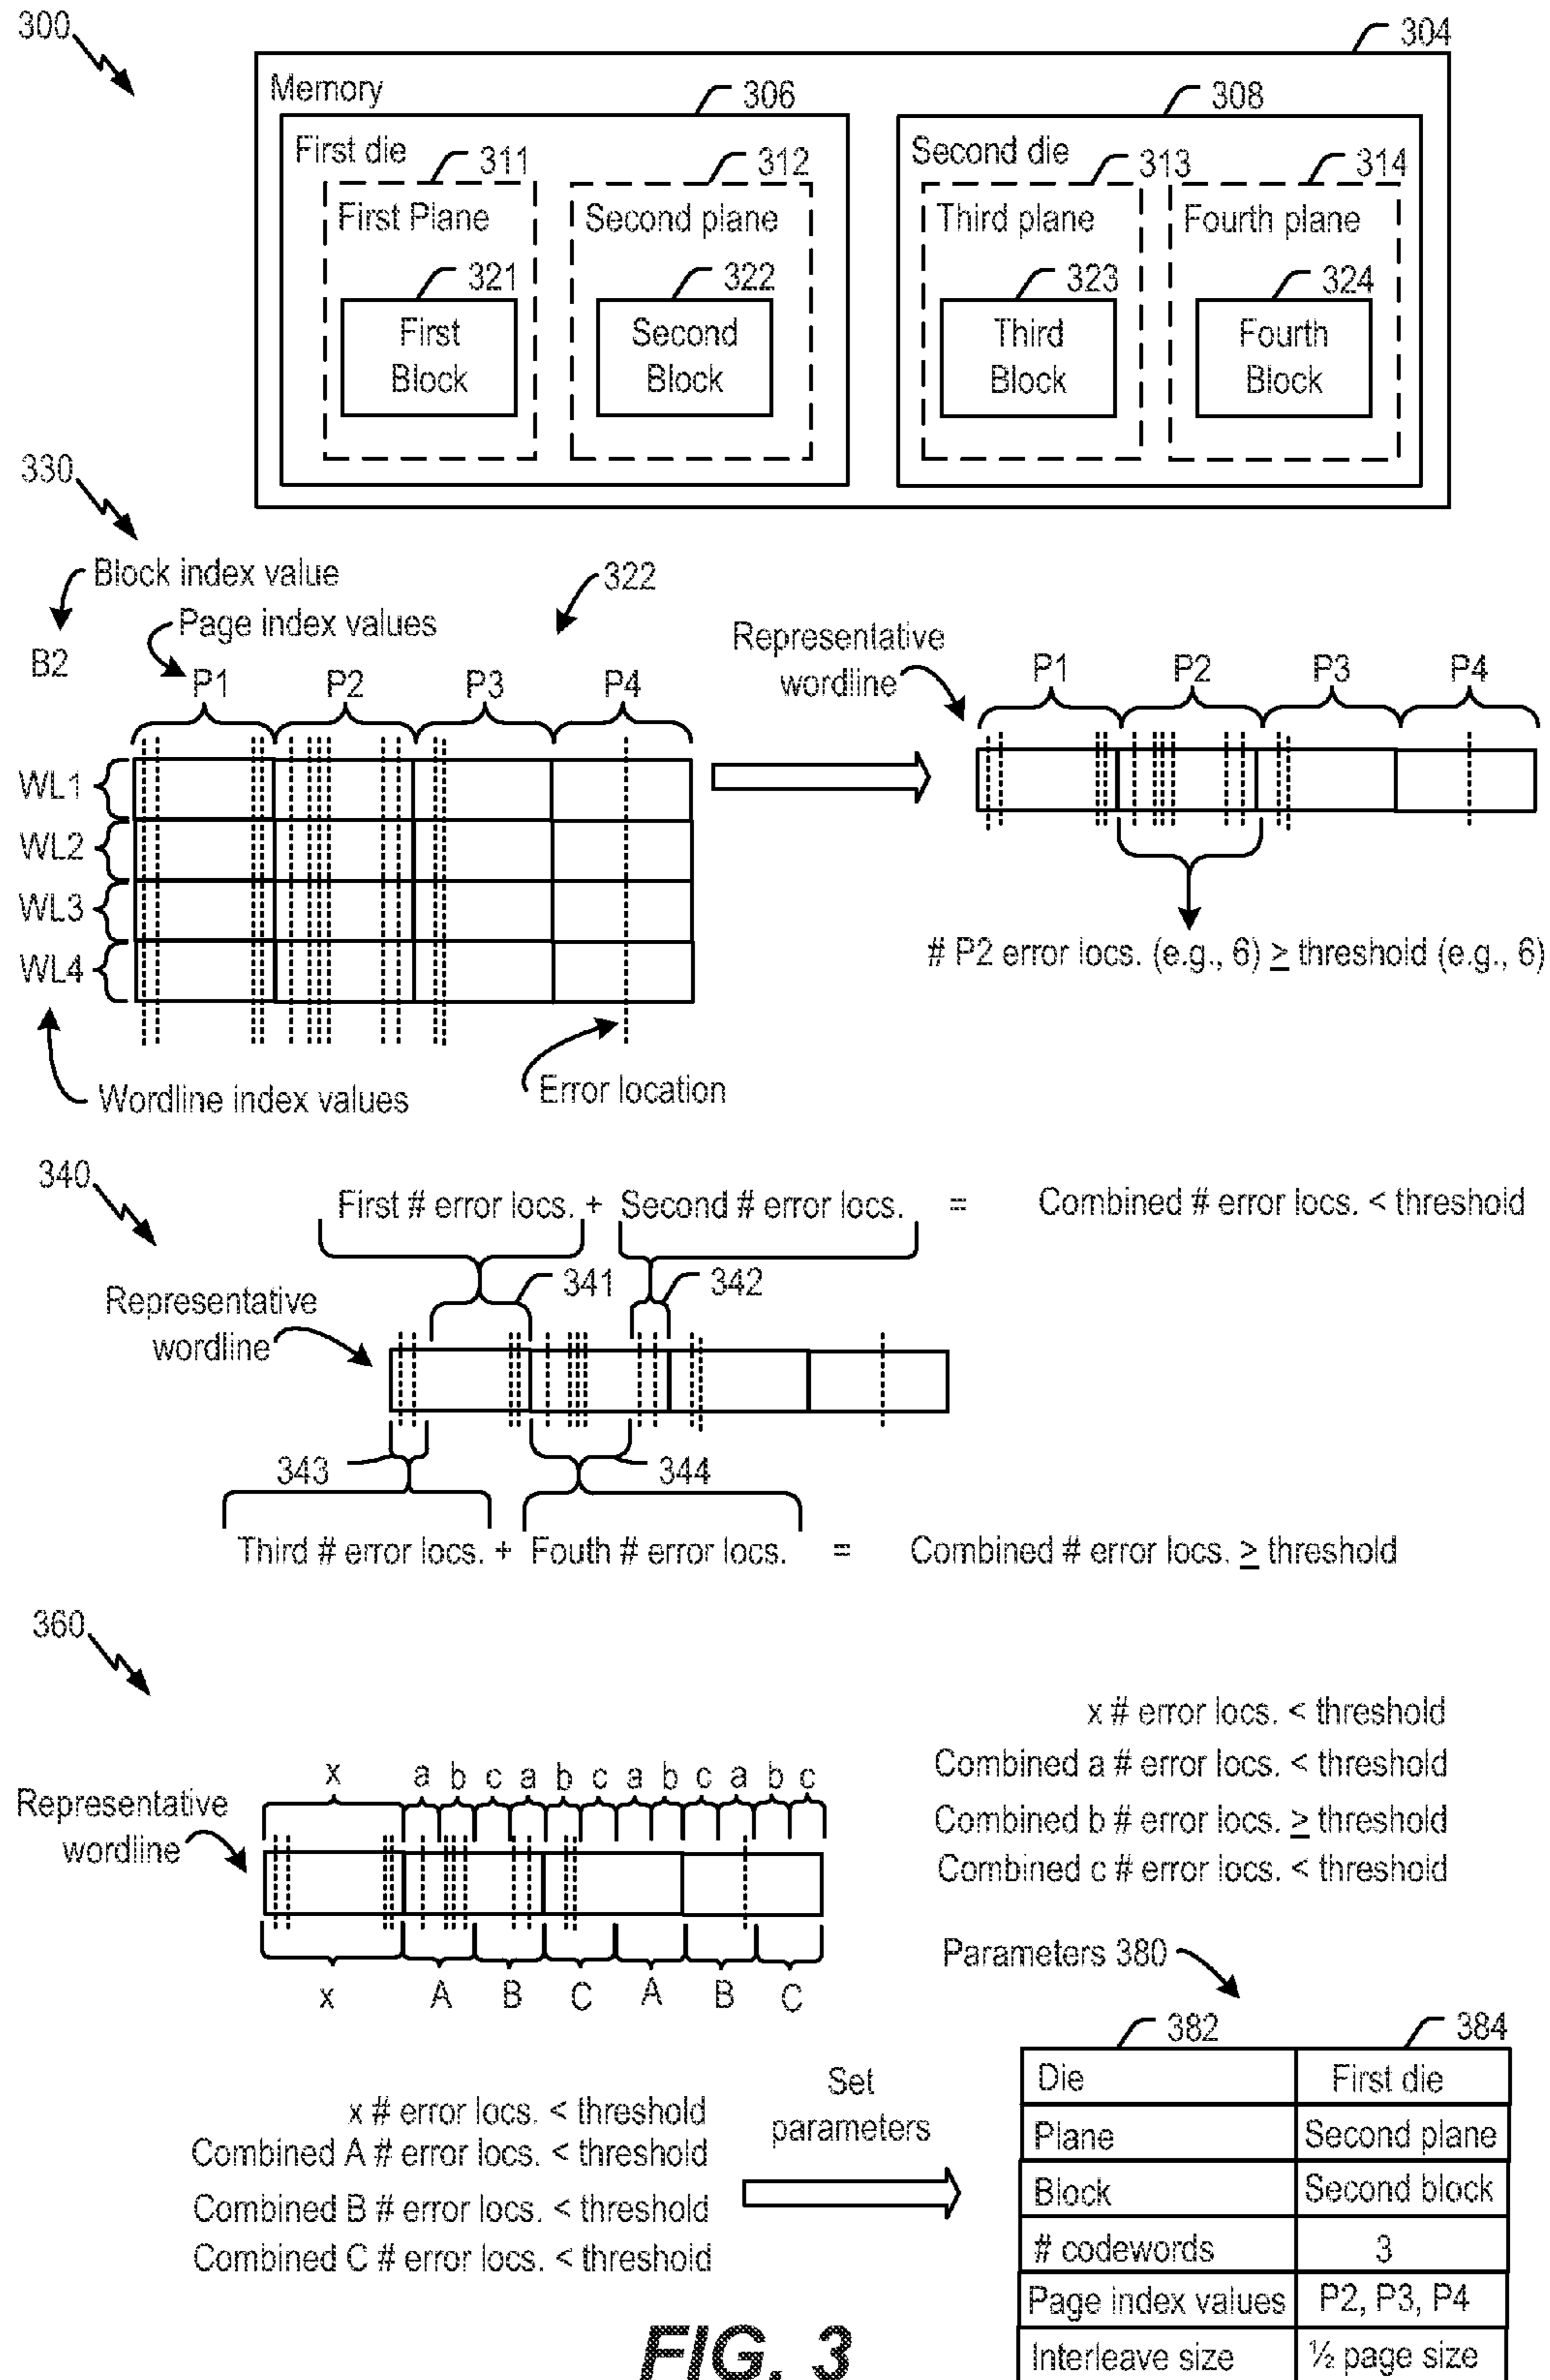 300
304
Memory
306
308
First die
311
312
Second die
313
314
First Plane
Second plane
Third plane
Fourth plane
321
322
323
324
First
Block
Second
Block
Third
Block
Fourth
Block
330
Block index value
322
Page index values
B2
Representative
wordline
P1 P2 P3 P4
P1 P2 P3 P4
WL1
WL2
WL3
WL4
# P2 error locs. (e.g., 6) ≥ threshold (e.g., 6)
Error location
Wordline index values
340
First # error locs. + Second # error locs. = Combined # error locs. < threshold
341
342
Representative
wordline
343
344
Third # error locs. + Fouth # error locs. = Combined # error locs. ≥ threshold
360
x # error locs. < threshold
Combined a # error locs. < threshold
Combined b # error locs. ≥ threshold
Combined c # error locs. < threshold
x a b c a b c a b c a b c
Representative
wordline
x A B C A B C
Parameters 380
382
384
x # error locs. < threshold
Combined A # error locs. < threshold
Combined B # error locs. < threshold
Combined C # error locs. < threshold
Set
parameters
Die First die
Plane Second plane
Block Second block
# codewords 3
Page index values P2, P3, P4
Interleave size ½ page size
FIG. 3